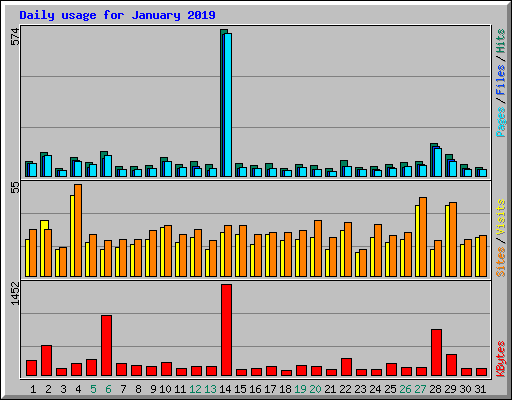 Daily usage for January 2019
574
Pages / Files / Hits
55
Sites / Visits
1452
KBytes
1 2 3 4 5 6 7 8 9 10 11 12 13 14 15 16 17 18 19 20 21 22 23 24 25 26 27 28 29 30 31